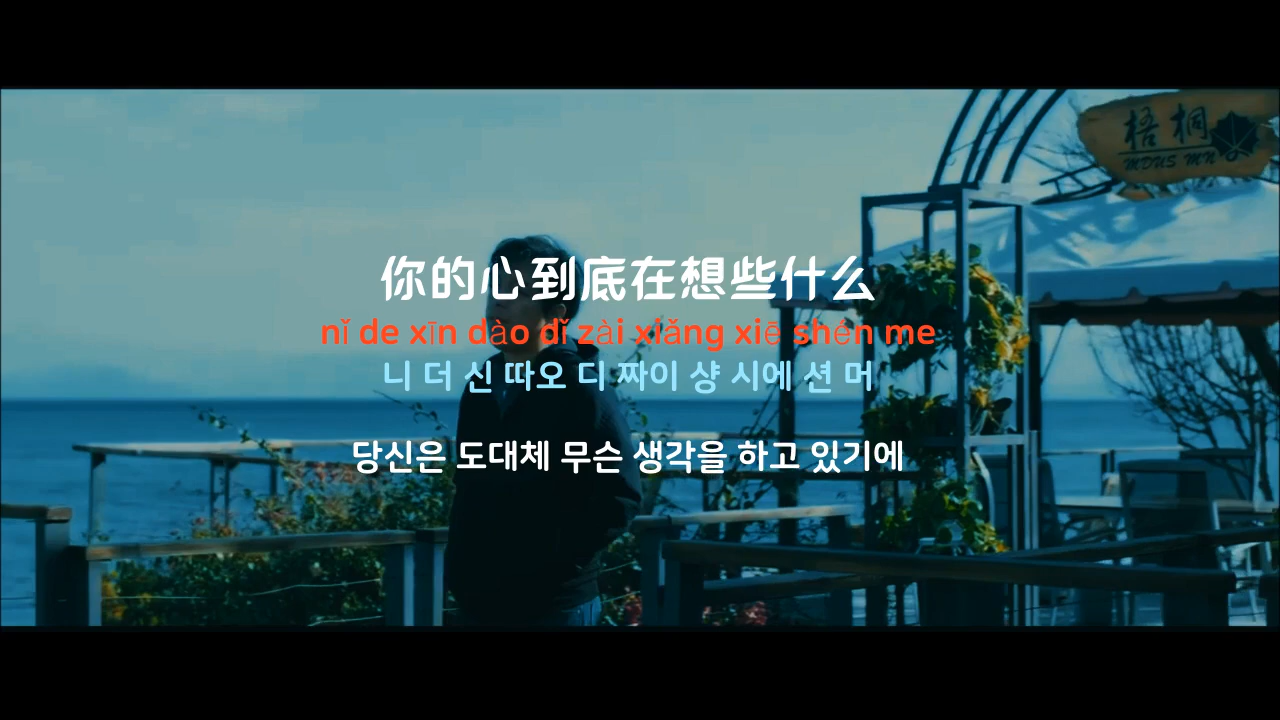 梧桐
你的心到底在想些什么
nǐ de xīn dào dǐ zài xiǎng xiē shén me
니 더 신 따오 디 짜이 샹 시에 션 머
당신은 도대체 무슨 생각을 하고 있기에